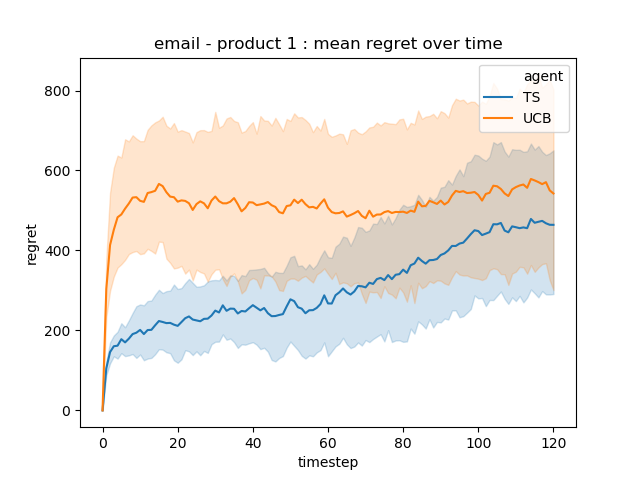 email - product 1 : mean regret over time
agent
TS
UCB
800
600
400
200
0
regret
0 20 40 60 80 100 120
timestep